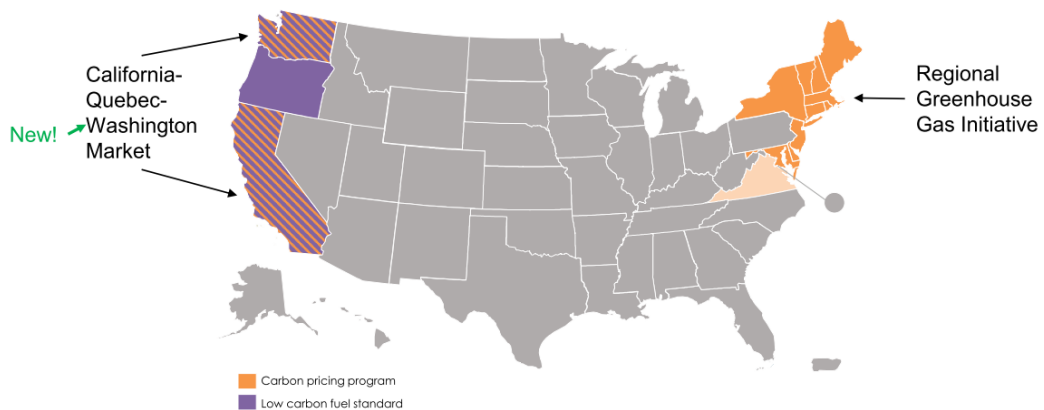 California-
Quebec-
Washington
Market
New!
Regional
Greenhouse
Gas Initiative
Carbon pricing program
Low carbon fuel standard